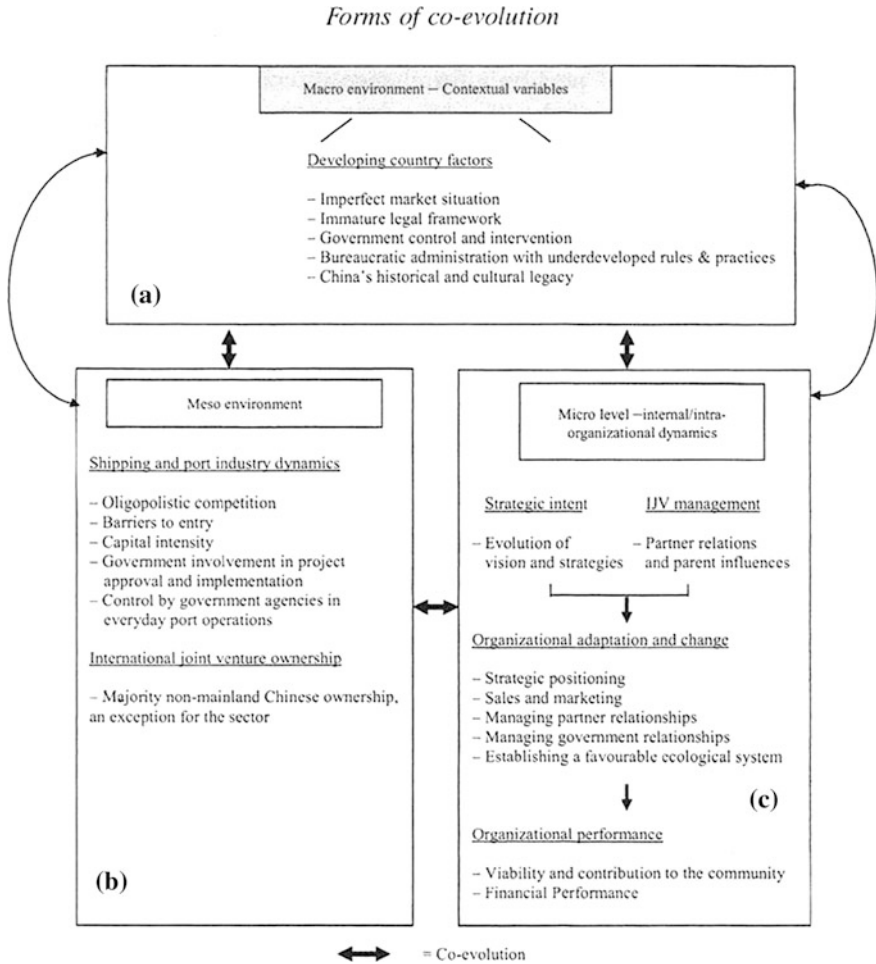 Forms of co-evolution
Macro environment – Contextual variables
Developing country factors
– Imperfect market situation
– Immature legal framework
– Government control and intervention
– Bureaucratic administration with underdeveloped rules & practices
– China's historical and cultural legacy
(a)
Meso environment
Shipping and port industry dynamics
– Oligopolistic competition
– Barriers to entry
– Capital intensity
– Government involvement in project
approval and implementation
– Control by government agencies in
everyday port operations
International joint venture ownership
– Majority non-mainland Chinese ownership,
an exception for the sector
(b)
Micro level –internal/intra-
organizational dynamics
Strategic intent
– Evolution of
vision and strategies
IJV management
– Partner relations
and parent influences
Organizational adaptation and change
– Strategic positioning
– Sales and marketing
– Managing partner relationships
– Managing government relationships
– Establishing a favourable ecological system
(c)
Organizational performance
– Viability and contribution to the community
– Financial Performance
= Co-evolution